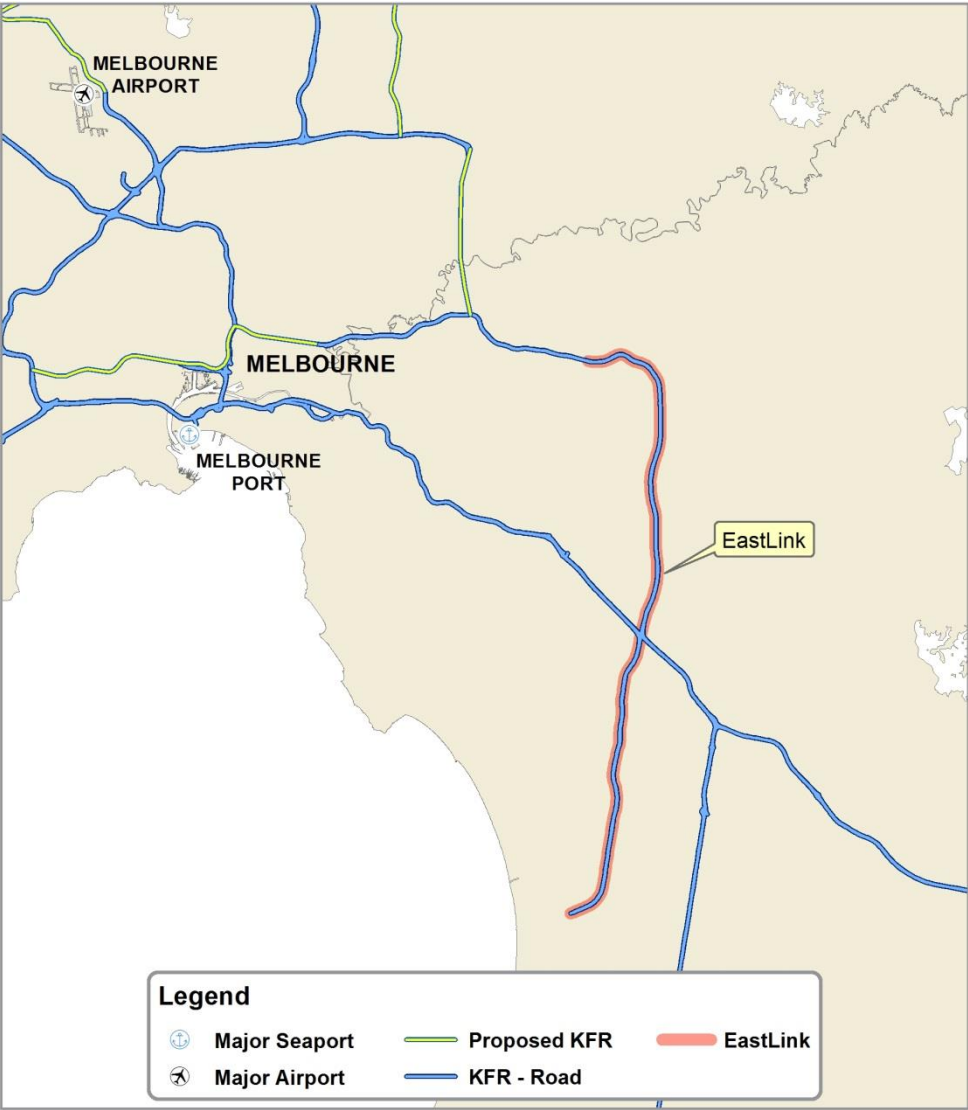 MELBOURNE
AIRPORT
MELBOURNE
MELBOURNE
PORT
EastLink
Legend
Major Seaport
Proposed KFR
EastLink
Major Airport
KFR - Road